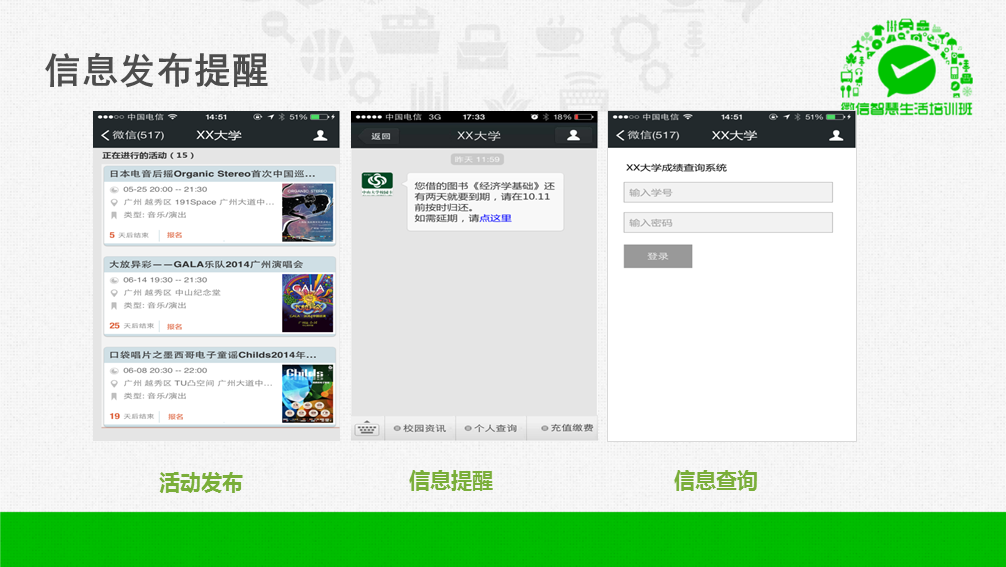 信息发布提醒
微信智慧生活培训班
●●●○○ 中国电信 14:51 51%
微信(517) XX大学
正在进行的活动（15）
日本电音后摇Organic Stereo首次中国巡...
05-25 20:00 -- 21:30
广州 越秀区 191Space 广州大道中...
类型: 音乐/演出
5 天后结束 报名
大放异彩——GALA乐队2014广州演唱会
06-14 19:30 -- 21:30
广州 越秀区 中山纪念堂
类型: 音乐/演出
GALA
25 天后结束 报名
口袋唱片之墨西哥电子童谣Childs2014年...
06-08 20:30 -- 22:00
广州 越秀区 TU凸空间 广州大道中...
类型: 音乐/演出
Childs
19 天后结束 报名
●●●●● 中国电信 3G 17:33 18%
返回 XX大学
昨天 11:59
您借的图书《经济学基础》还
有两天就要到期，请在10.11
前按时归还。
如需延期，请点这里
校园资讯 个人查询 充值缴费
●●●○○ 中国电信 14:51 51%
微信(517) XX大学
XX大学成绩查询系统
输入学号
输入密码
登录
活动发布 信息提醒 信息查询